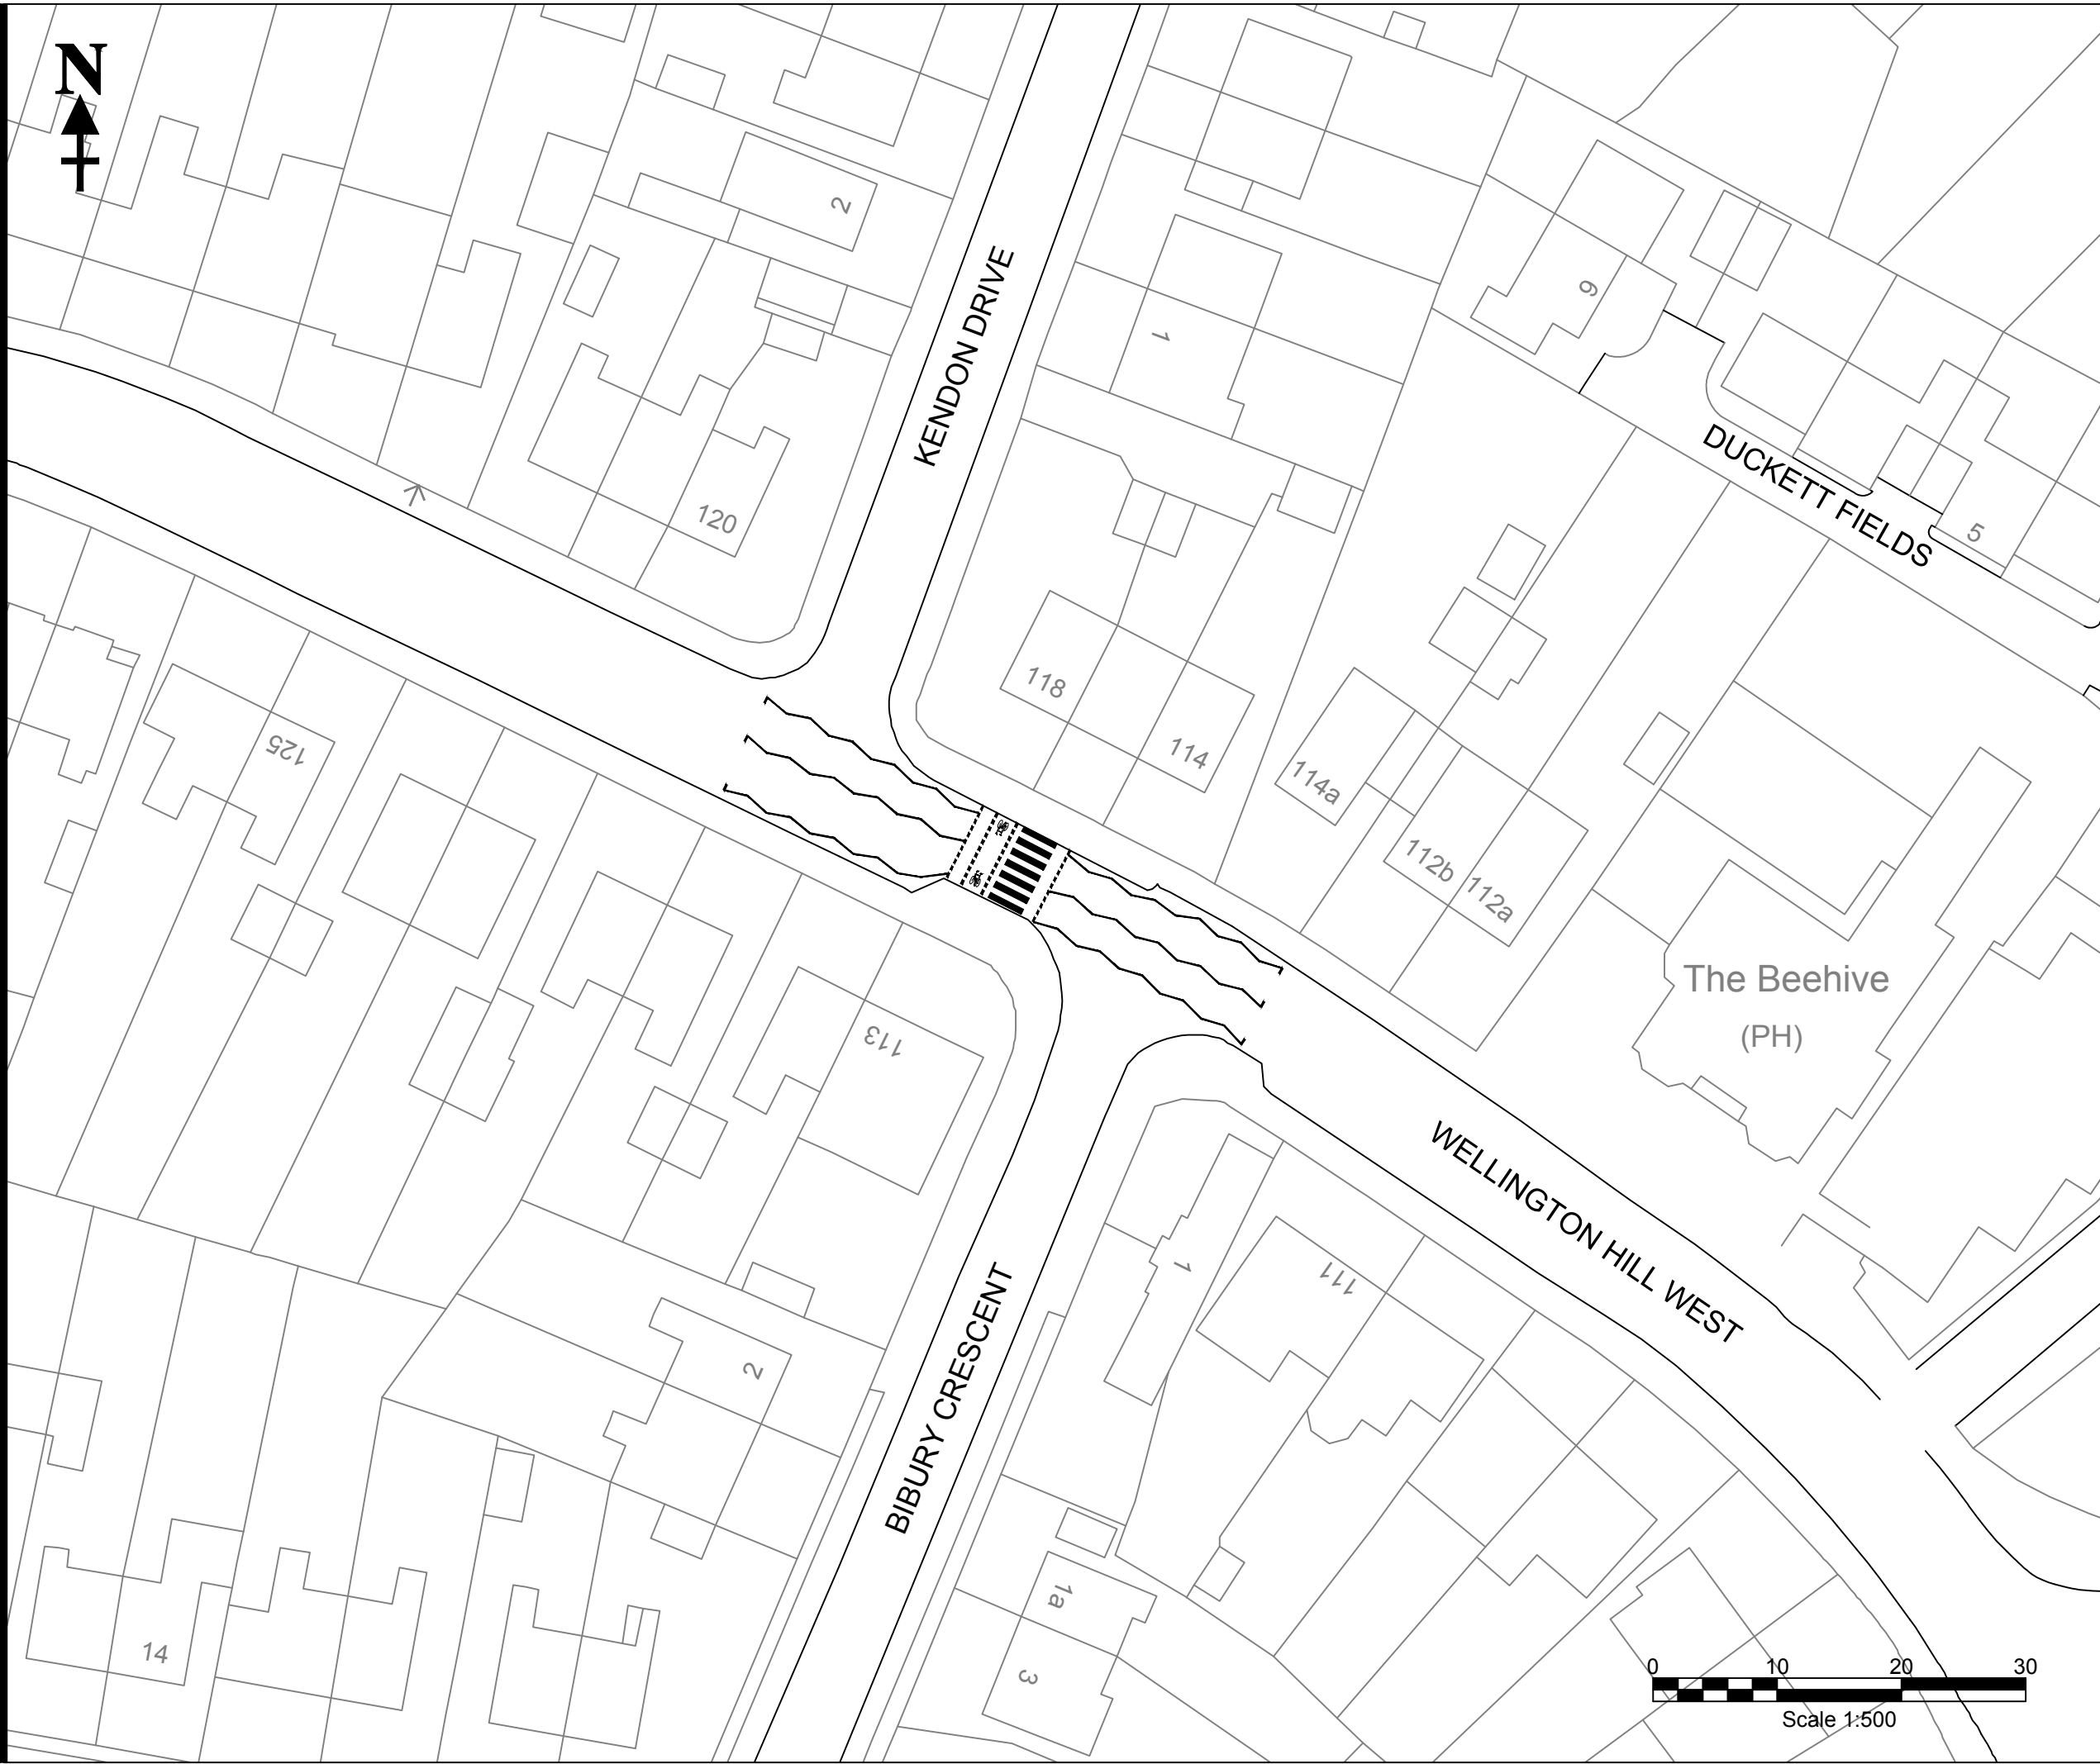 N
2
KENDON DRIVE
1
6
DUCKETT FIELDS
5
120
118
114
114a
112b
112a
125
113
The Beehive
(PH)
WELLINGTON HILL WEST
1
111
2
BIBURY CRESCENT
1a
3
14
0 10 20 30
Scale 1:500